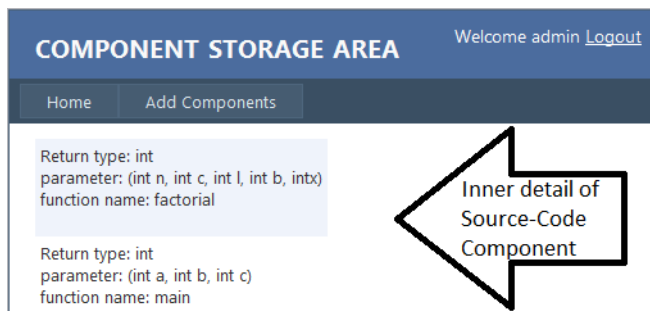 COMPONENT STORAGE AREA
Welcome admin Logout
Home
Add Components
Return type: int
parameter: (int n, int c, int l, int b, intx)
function name: factorial
Return type: int
parameter: (int a, int b, int c)
function name: main
Inner detail of
Source-Code
Component